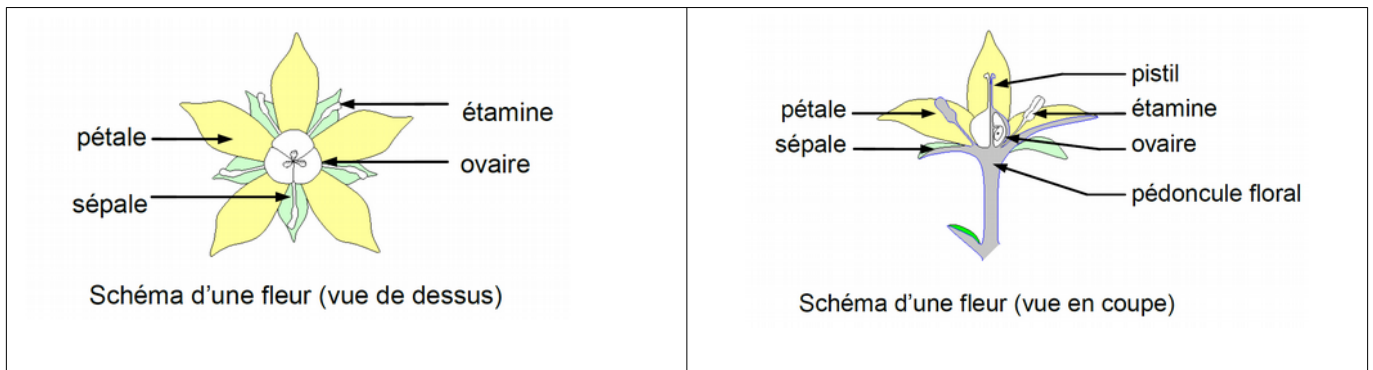 étamine
pétale
ovaire
sépale
Schéma d'une fleur (vue de dessus)
pistil
pétale
étamine
sépale
ovaire
pédoncule floral
Schéma d'une fleur (vue en coupe)